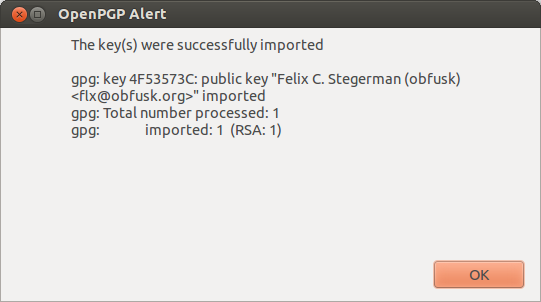 OpenPGP Alert
The key(s) were successfully imported
gpg: key 4F53573C: public key "Felix C. Stegerman (obfusk)
<flx@obfusk.org>" imported
gpg: Total number processed: 1
gpg:               imported: 1  (RSA: 1)
OK